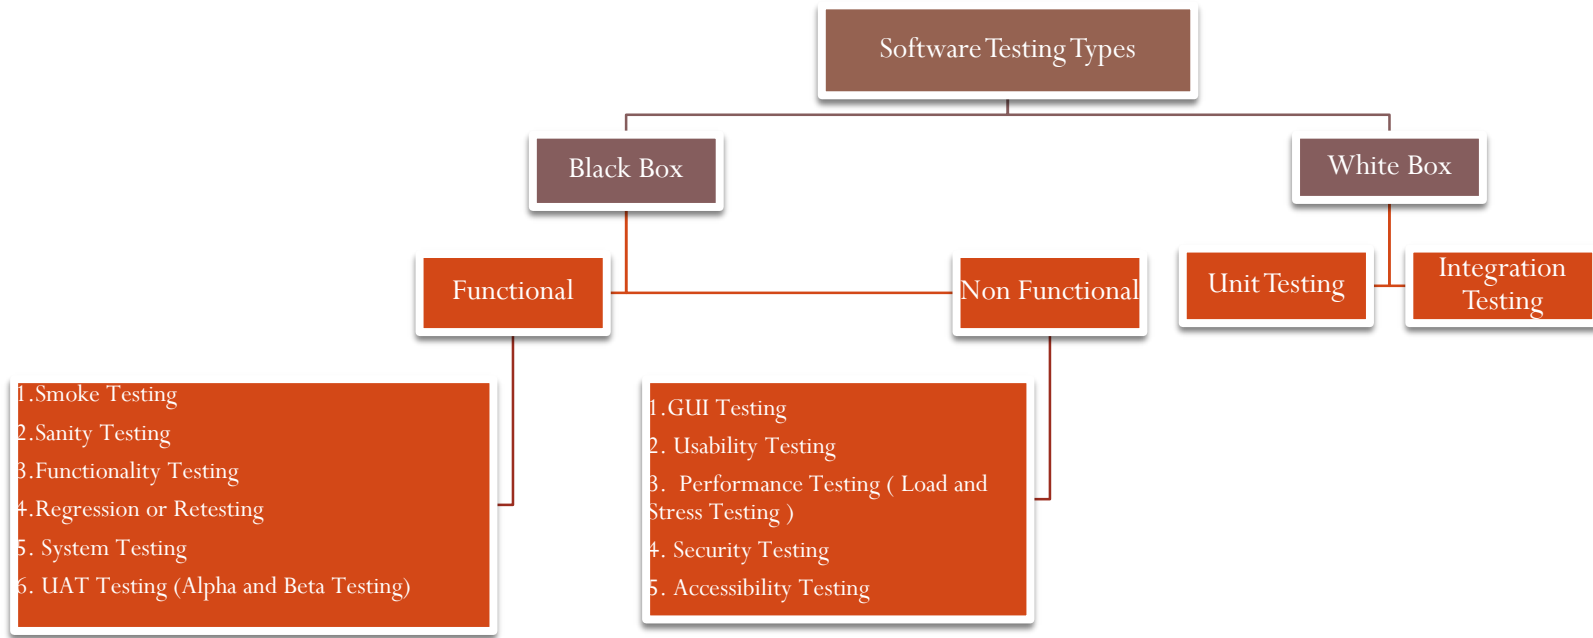 Software Testing Types
Black Box
White Box
Functional
Non Functional
Unit Testing
Integration
Testing
1.Smoke Testing
2.Sanity Testing
3.Functionality Testing
4.Regression or Retesting
5. System Testing
6. UAT Testing (Alpha and Beta Testing)
1.GUI Testing
2. Usability Testing
3. Performance Testing ( Load and
Stress Testing )
4. Security Testing
5. Accessibility Testing